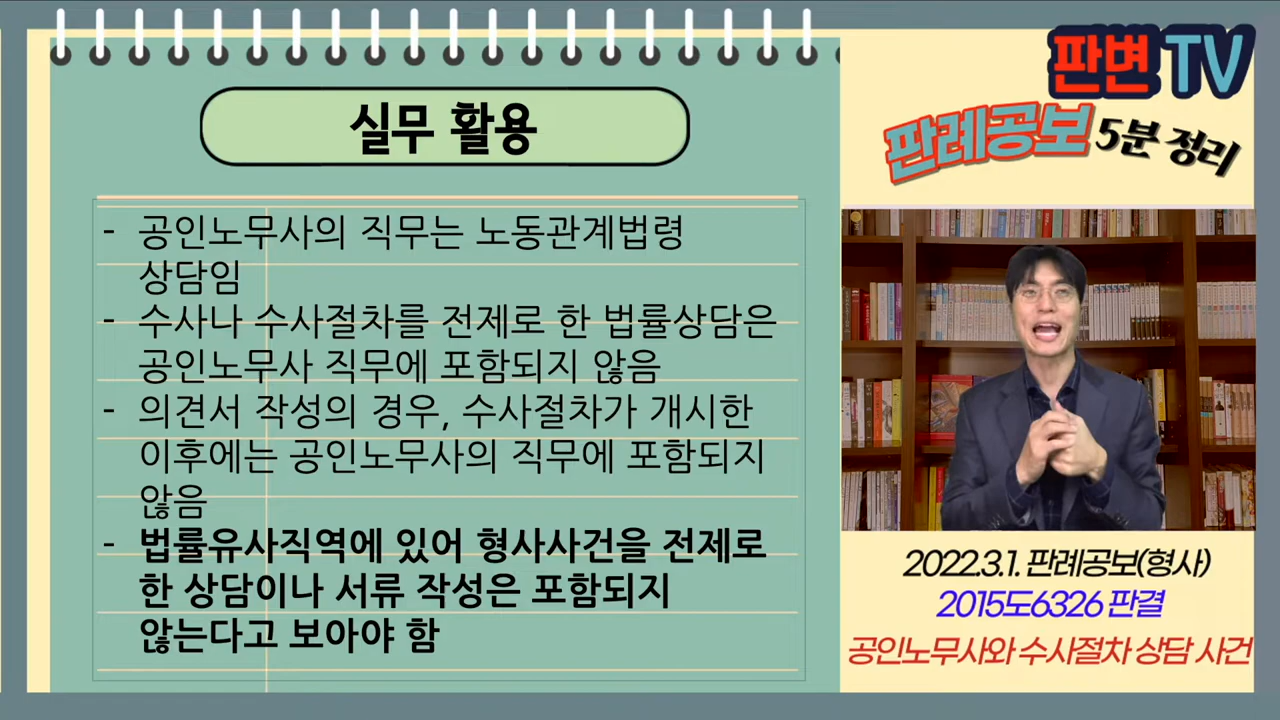 실무 활용
- 공인노무사의 직무는 노동관계법령
상담임
- 수사나 수사절차를 전제로 한 법률상담은
공인노무사 직무에 포함되지 않음
- 의견서 작성의 경우, 수사절차가 개시한
이후에는 공인노무사의 직무에 포함되지
않음
- 법률유사직역에 있어 형사사건을 전제로
한 상담이나 서류 작성은 포함되지
않는다고 보아야 함
판변 TV
판례공보 5분 정리
2022.3.1. 판례공보(형사)
2015도6326 판결
공인노무사와 수사절차 상담 사건